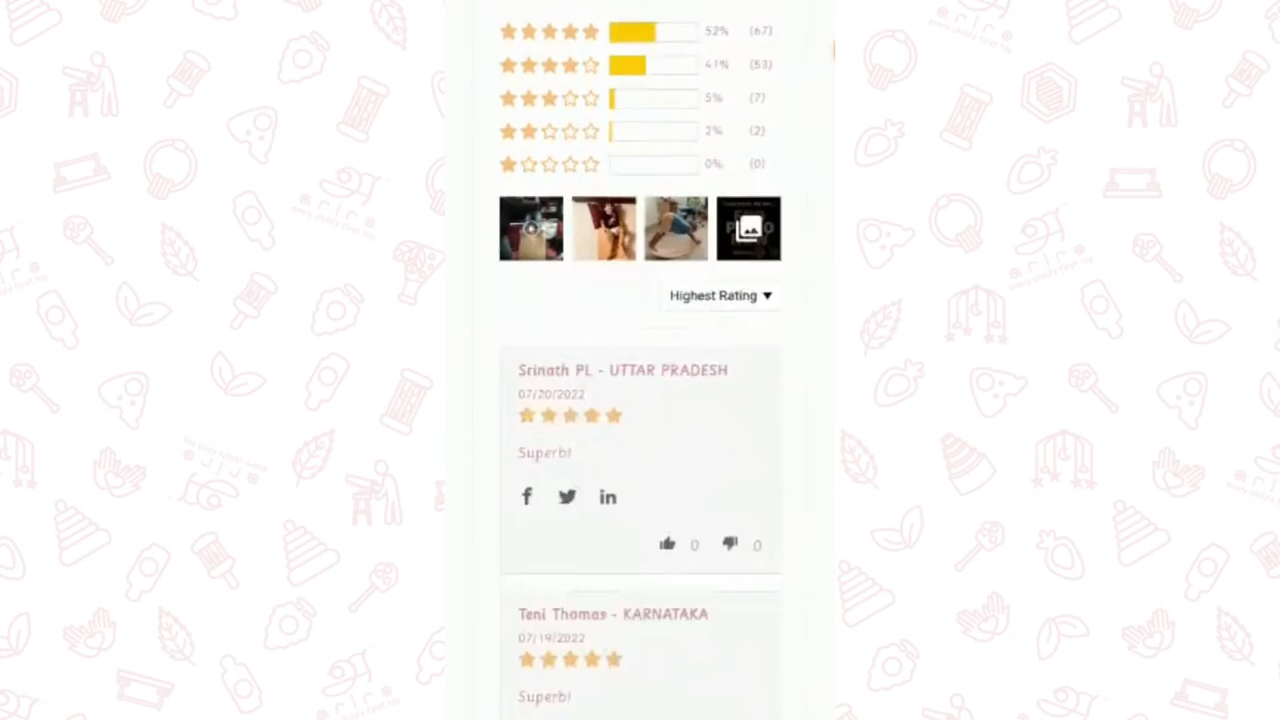 52% (67)
41% (53)
5% (7)
2% (2)
0% (0)
Highest Rating ▼
Srinath PL - UTTAR PRADESH
07/20/2022
Superb!
0 0
Teni Thomas - KARNATAKA
07/19/2022
Superb!